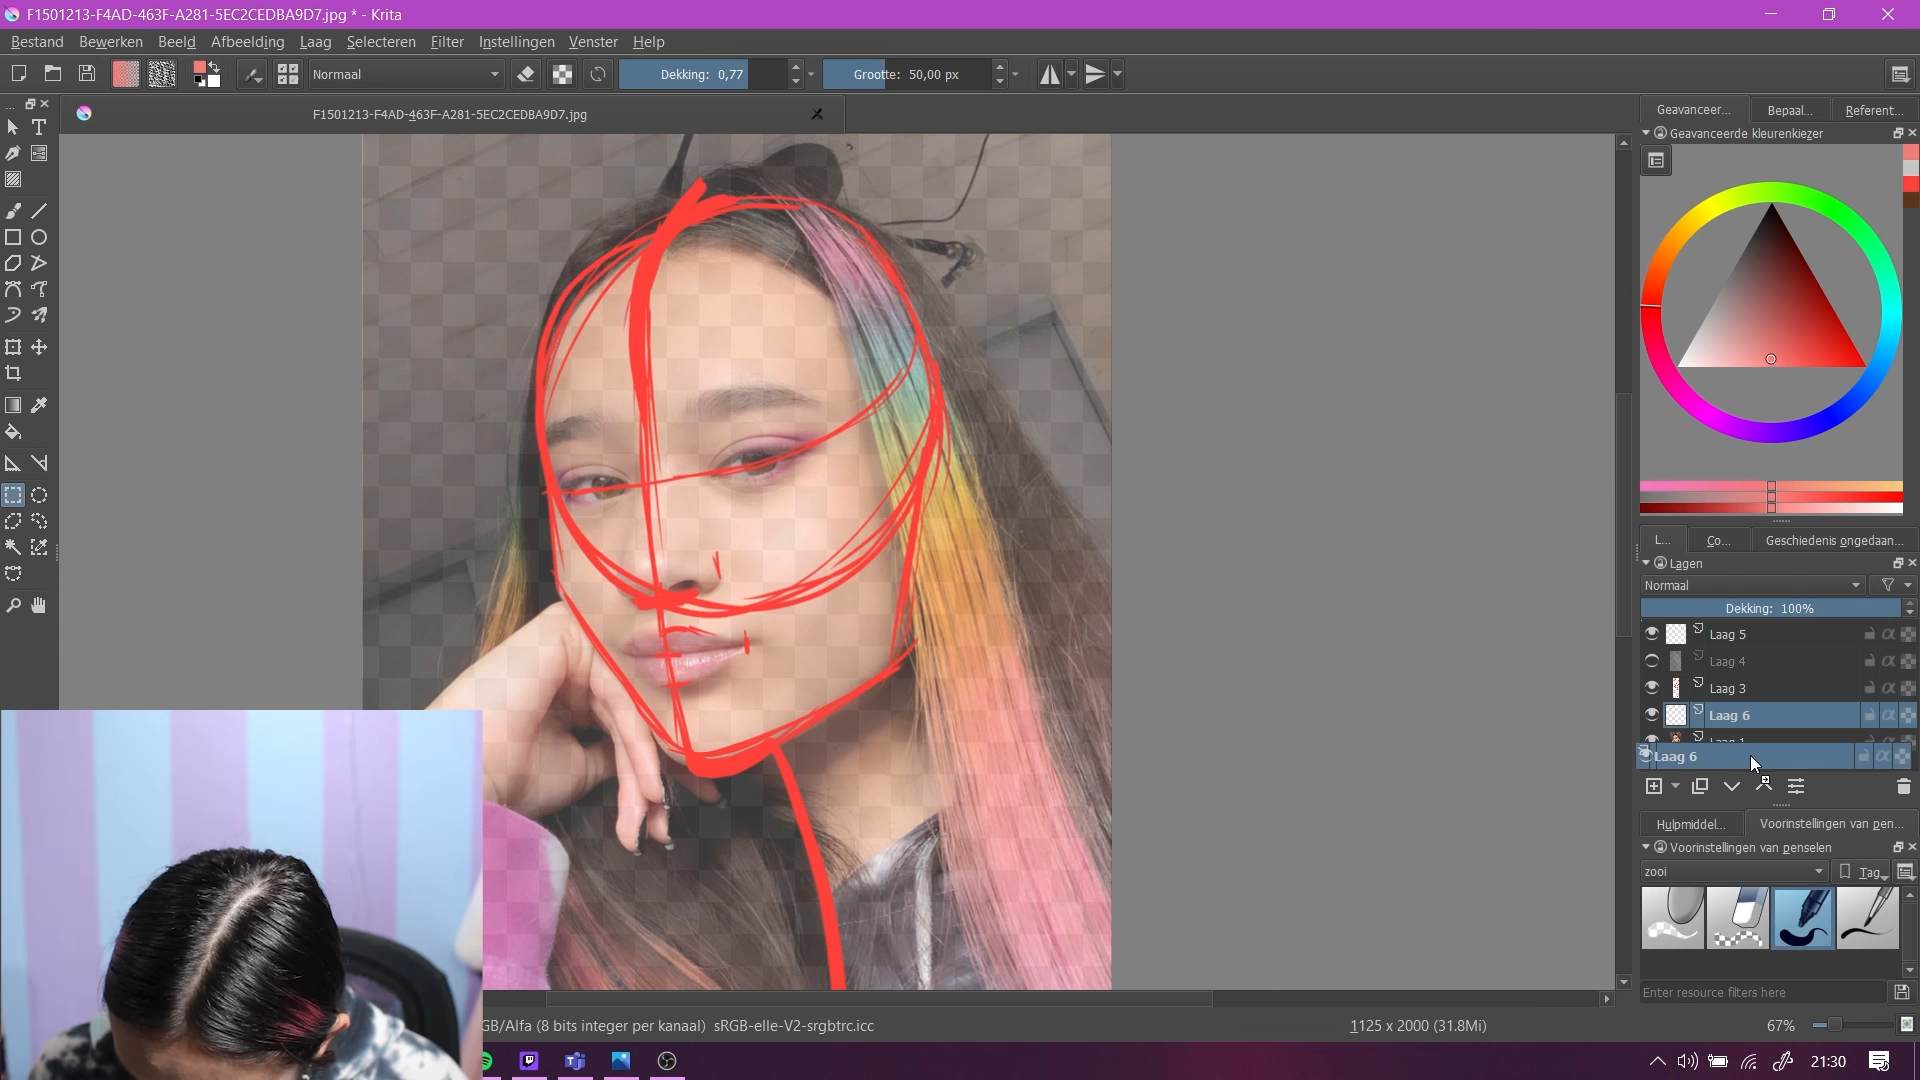 F1501213-F4AD-463F-A281-5EC2CEDBA9D7.jpg * - Krita
Bestand Bewerken Beeld Afbeelding Laag Selecteren Filter Instellingen Venster Help
Normaal Dekking: 0,77 Grootte: 50,00 px
F1501213-F4AD-463F-A281-5EC2CEDBA9D7.jpg
Geavanceer... Bepaal... Referent...
Geavanceerde kleurenkiezer
L... Co... Geschiedenis ongedaan...
Lagen
Normaal
Dekking: 100%
Laag 5
Laag 4
Laag 3
Laag 6
Laag 1
Laag 6
Hulpmiddel... Voorinstellingen van pen...
Voorinstellingen van penselen
zooi Tag
Enter resource filters here
GB/Alfa (8 bits integer per kanaal) sRGB-elle-V2-srgbtrc.icc 1125 x 2000 (31.8Mi) 67%
21:30